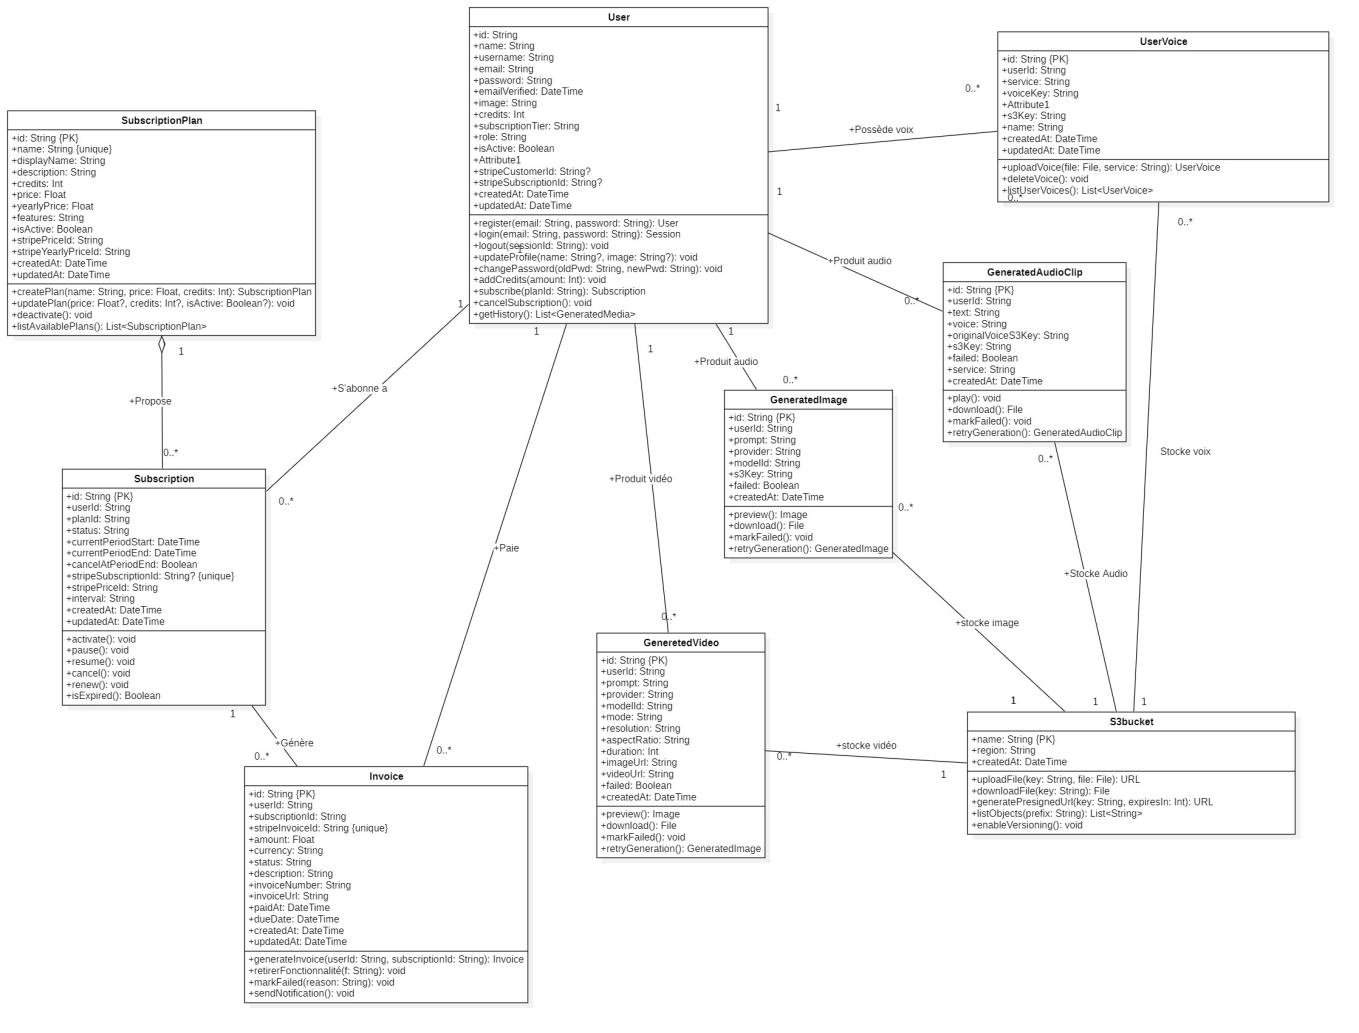 User
+id: String
+name: String
+username: String
+email: String
+password: String
+emailVerified: DateTime
+image: String
+credits: Int
+subscriptionTier: String
+role: String
+isActive: Boolean
+Attribute1
+stripeCustomerId: String?
+stripeSubscriptionId: String?
+createdAt: DateTime
+updatedAt: DateTime
+register(email: String, password: String): User
+login(email: String, password: String): Session
+logout(sessionId: String): void
+updateProfile(name: String?, image: String?): void
+changePassword(oldPwd: String, newPwd: String): void
+addCredits(amount: Int): void
+subscribe(planId: String): Subscription
+cancelSubscription(): void
+getHistory(): List<GeneratedMedia>
UserVoice
+id: String {PK}
+userId: String
+service: String
+voiceKey: String
+Attribute1
+s3Key: String
+name: String
+createdAt: DateTime
+updatedAt: DateTime
+uploadVoice(file: File, service: String): UserVoice
+deleteVoice(): void
+listUserVoices(): List<UserVoice>
0..*
1
0..*
+Possède voix
1
1
0..*
SubscriptionPlan
+id: String {PK}
+name: String {unique}
+displayName: String
+description: String
+credits: Int
+price: Float
+yearlyPrice: Float
+features: String
+isActive: Boolean
+stripePriceId: String
+stripeYearlyPriceId: String
+createdAt: DateTime
+updatedAt: DateTime
+createPlan(name: String, price: Float, credits: Int): SubscriptionPlan
+updatePlan(price: Float?, credits: Int?, isActive: Boolean?): void
+deactivate(): void
+listAvailablePlans(): List<SubscriptionPlan>
+Produit audio
0..*
GeneratedAudioClip
+id: String {PK}
+userId: String
+text: String
+voice: String
+originalVoiceS3Key: String
+s3Key: String
+failed: Boolean
+service: String
+createdAt: DateTime
+play(): void
+download(): File
+markFailed(): void
+retryGeneration(): GeneratedAudioClip
1
1
1
1
1
+Produit audio
0..*
+S'abonne a
+Propose
0..*
0..*
GeneratedImage
+id: String {PK}
+userId: String
+prompt: String
+provider: String
+modelId: String
+s3Key: String
+failed: Boolean
+createdAt: DateTime
+preview(): Image
+download(): File
+markFailed(): void
+retryGeneration(): GeneratedImage
0..*
Stocke voix
0..*
Subscription
+id: String {PK}
+userId: String
+planId: String
+status: String
+currentPeriodStart: DateTime
+currentPeriodEnd: DateTime
+cancelAtPeriodEnd: Boolean
+stripeSubscriptionId: String? {unique}
+stripePriceId: String
+interval: String
+createdAt: DateTime
+updatedAt: DateTime
+activate(): void
+pause(): void
+resume(): void
+cancel(): void
+renew(): void
+isExpired(): Boolean
+Produit vidéo
+Paie
+Stocke Audio
+stocke image
0..*
GeneretedVideo
+id: String {PK}
+userId: String
+prompt: String
+provider: String
+modelId: String
+mode: String
+resolution: String
+aspectRatio: String
+duration: Int
+imageUrl: String
+videoUrl: String
+failed: Boolean
+createdAt: DateTime
+preview(): Image
+download(): File
+markFailed(): void
+retryGeneration(): GeneratedImage
1
1
1
S3bucket
+name: String {PK}
+region: String
+createdAt: DateTime
+uploadFile(key: String, file: File): URL
+downloadFile(key: String): File
+generatePresignedUrl(key: String, expiresIn: Int): URL
+listObjects(prefix: String): List<String>
+enableVersioning(): void
+stocke vidéo
0..*
1
1
+Génère
0..*
0..*
Invoice
+id: String {PK}
+userId: String
+subscriptionId: String
+stripeInvoiceId: String {unique}
+amount: Float
+currency: String
+status: String
+description: String
+invoiceNumber: String
+invoiceUrl: String
+paidAt: DateTime
+dueDate: DateTime
+createdAt: DateTime
+updatedAt: DateTime
+generateInvoice(userId: String, subscriptionId: String): Invoice
+retirerFonctionnalité(f: String): void
+markFailed(reason: String): void
+sendNotification(): void